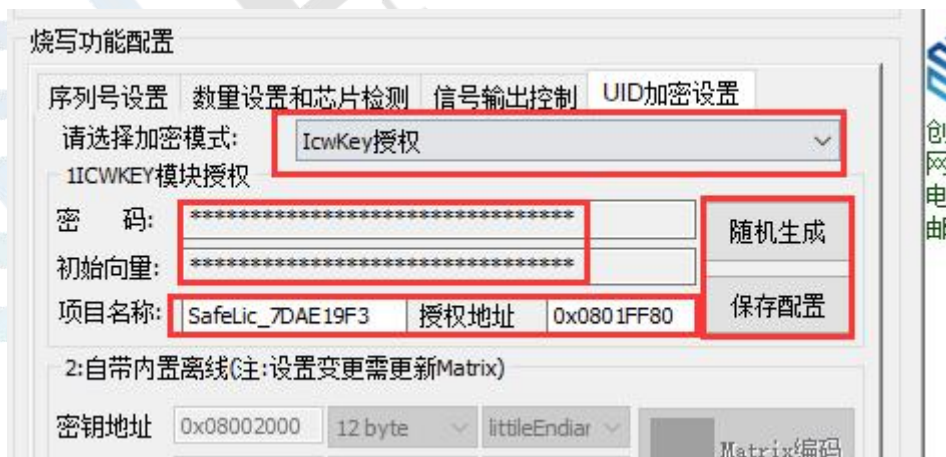 烧写功能配置
序列号设置 数量设置和芯片检测 信号输出控制 UID加密设置
请选择加密模式: IcwKey授权
1ICWKEY模块授权
密 码: ********************************
随机生成
初始向量: ********************************
项目名称: SafeLic_7DAE19F3 授权地址 0x0801FF80 保存配置
2:自带内置离线(注:设置变更需更新Matrix)
密钥地址 0x08002000 12 byte littileEndiar
Matrix编码